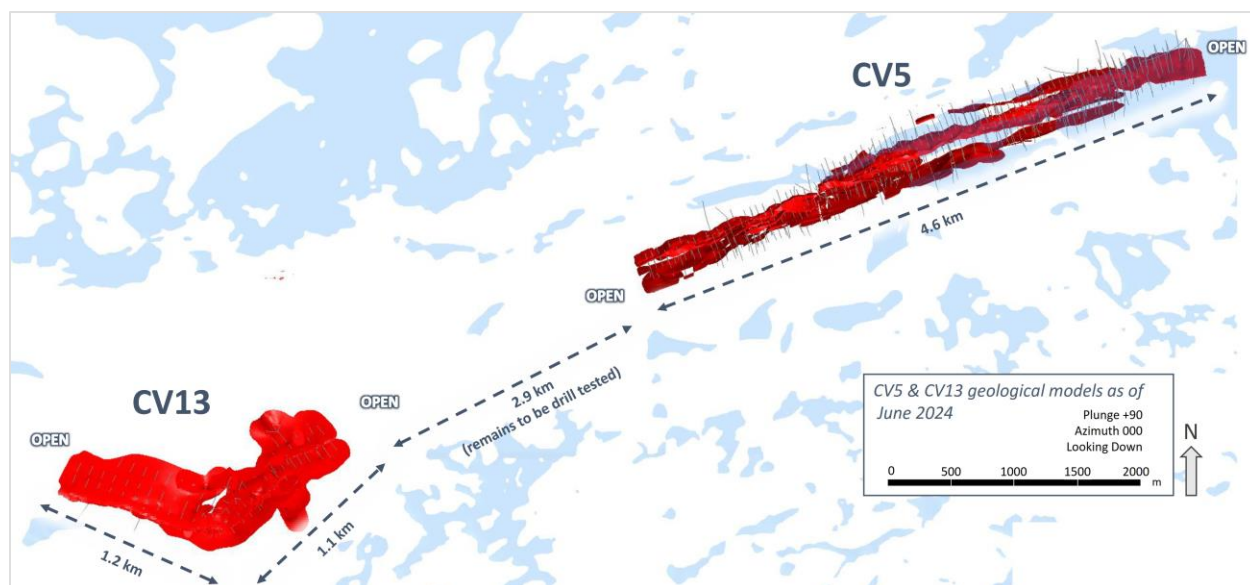 CV5
OPEN
4.6 km
OPEN
2.9 km
(remains to be drill tested)
CV13
OPEN
OPEN
1.2 km
1.1 km
CV5 & CV13 geological models as of
June 2024
Plunge +90
Azimuth 000
Looking Down
0 500 1000 1500 2000
m
N